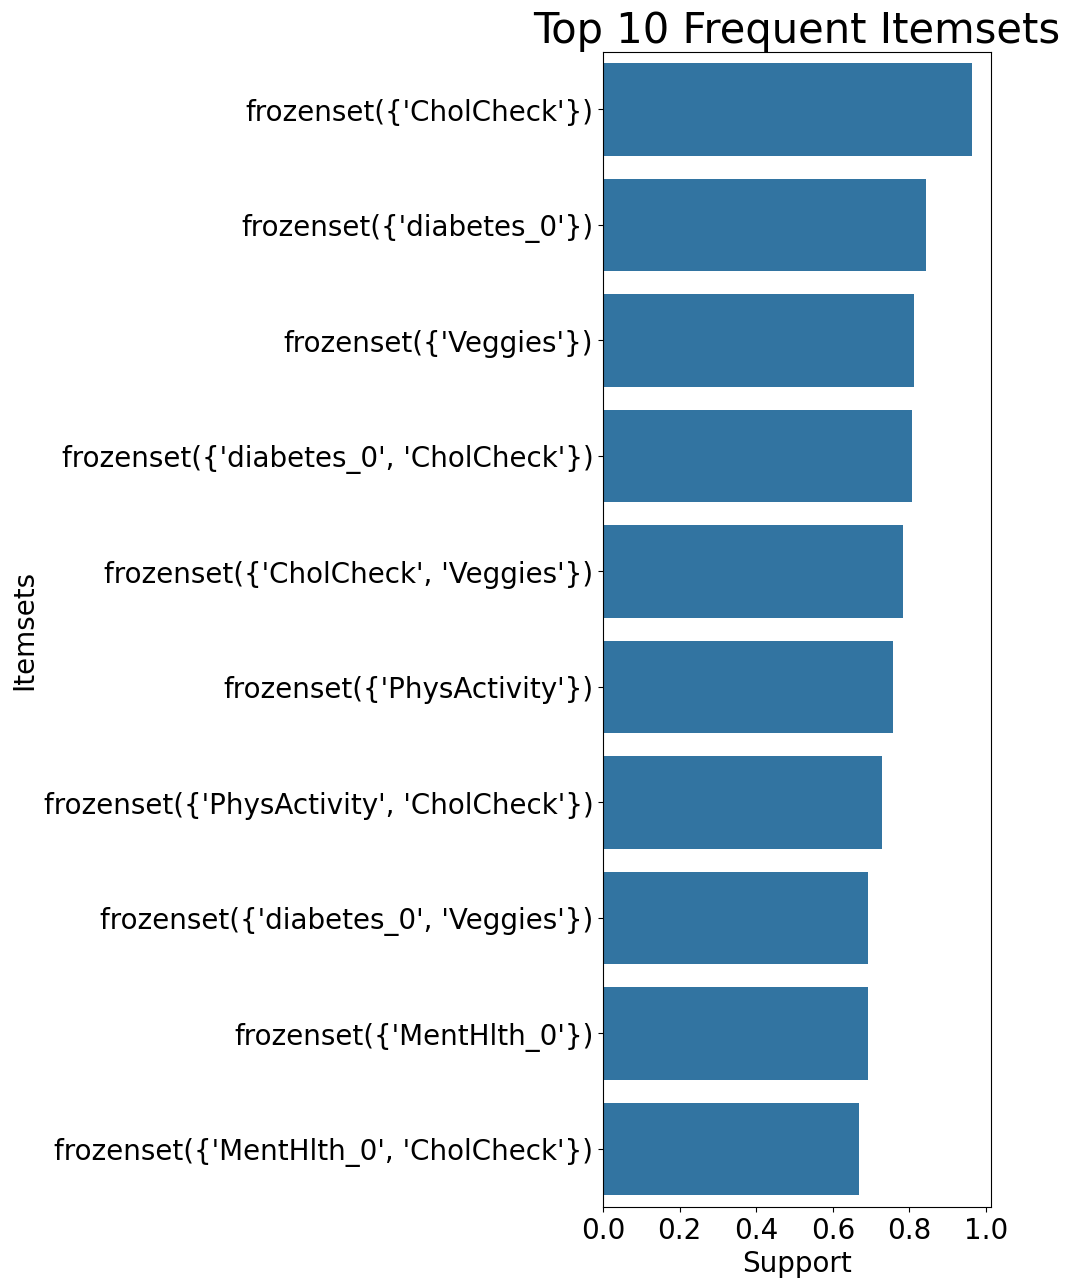 Top 10 Frequent Itemsets
frozenset({'CholCheck'})
frozenset({'diabetes_0'})
frozenset({'Veggies'})
frozenset({'diabetes_0', 'CholCheck'})
frozenset({'CholCheck', 'Veggies'})
frozenset({'PhysActivity'})
frozenset({'PhysActivity', 'CholCheck'})
frozenset({'diabetes_0', 'Veggies'})
frozenset({'MentHlth_0'})
frozenset({'MentHlth_0', 'CholCheck'})
Itemsets
0.0 0.2 0.4 0.6 0.8 1.0
Support